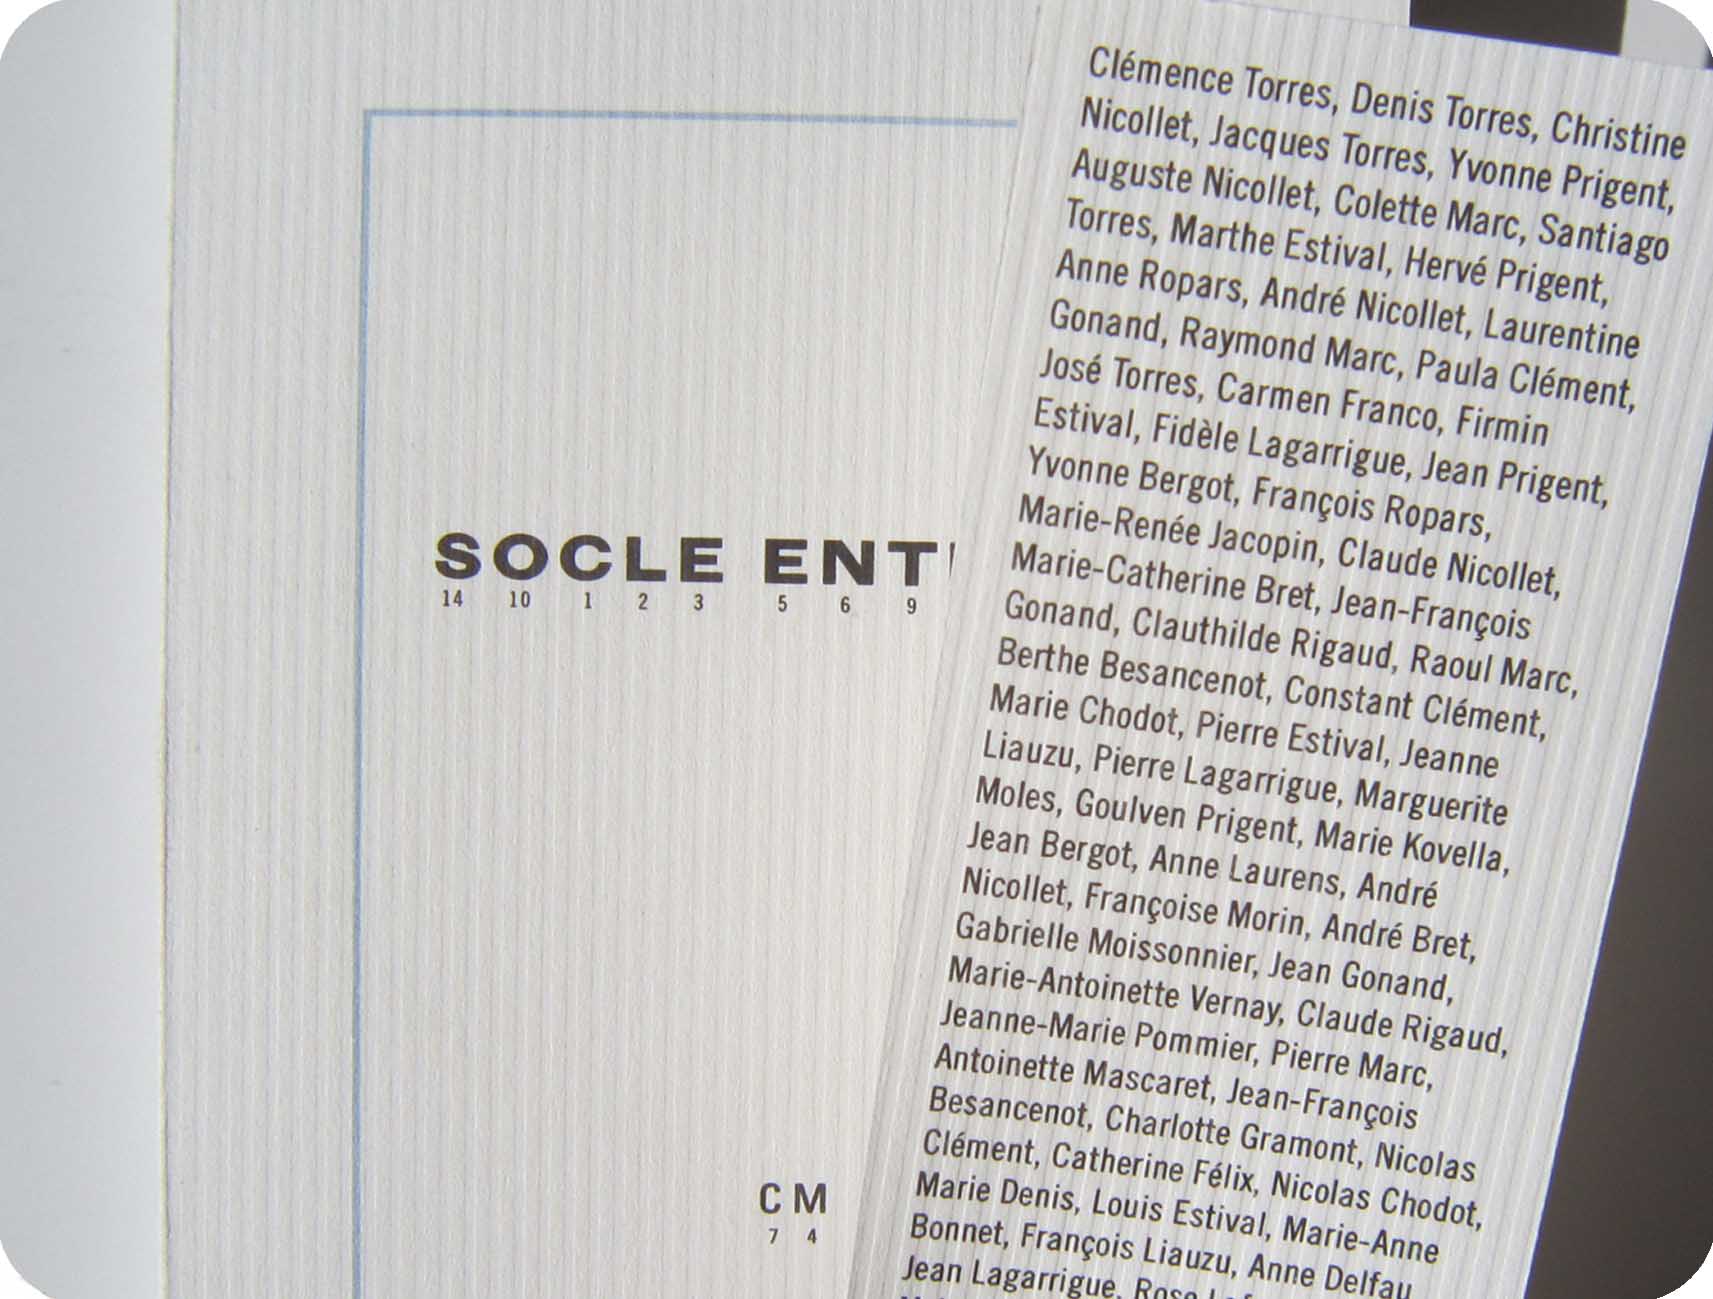 SOCLE ENT
14 10 1 2 3 5 6 9
C M
7 4
Clémence Torres, Denis Torres, Christine
Nicollet, Jacques Torres, Yvonne Prigent,
Auguste Nicollet, Colette Marc, Santiago
Torres, Marthe Estival, Hervé Prigent,
Anne Ropars, André Nicollet, Laurentine
Gonand, Raymond Marc, Paula Clément,
José Torres, Carmen Franco, Firmin
Estival, Fidèle Lagarrigue, Jean Prigent,
Yvonne Bergot, François Ropars,
Marie-Renée Jacopin, Claude Nicollet,
Marie-Catherine Bret, Jean-François
Gonand, Clauthilde Rigaud, Raoul Marc,
Berthe Besancenot, Constant Clément,
Marie Chodot, Pierre Estival, Jeanne
Liauzu, Pierre Lagarrigue, Marguerite
Moles, Goulven Prigent, Marie Kovella,
Jean Bergot, Anne Laurens, André
Nicollet, Françoise Morin, André Bret,
Gabrielle Moissonnier, Jean Gonand,
Marie-Antoinette Vernay, Claude Rigaud,
Jeanne-Marie Pommier, Pierre Marc,
Antoinette Mascaret, Jean-François
Besancenot, Charlotte Gramont, Nicolas
Clément, Catherine Félix, Nicolas Chodot,
Marie Denis, Louis Estival, Marie-Anne
Bonnet, François Liauzu, Anne Delfau
Jean Lagarrigue,